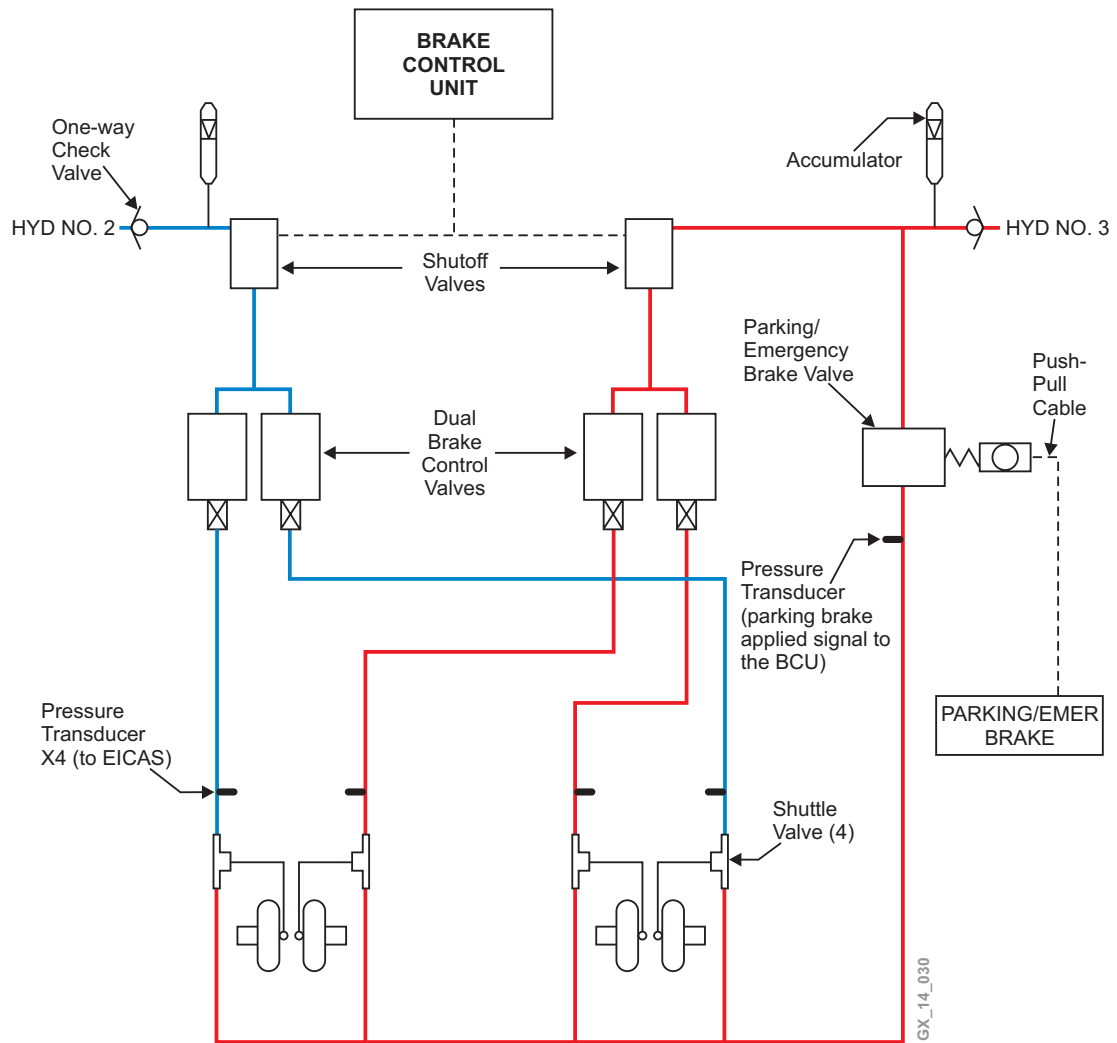 BRAKE
CONTROL
UNIT
One-way
Check
Valve
Accumulator
HYD NO. 2
HYD NO. 3
Shutoff
Valves
Parking/
Emergency
Brake Valve
Push-
Pull
Cable
Dual
Brake
Control
Valves
Pressure
Transducer
(parking brake
applied signal to
the BCU)
PARKING/EMER
BRAKE
Pressure
Transducer
X4 (to EICAS)
Shuttle
Valve (4)
GX_14_030